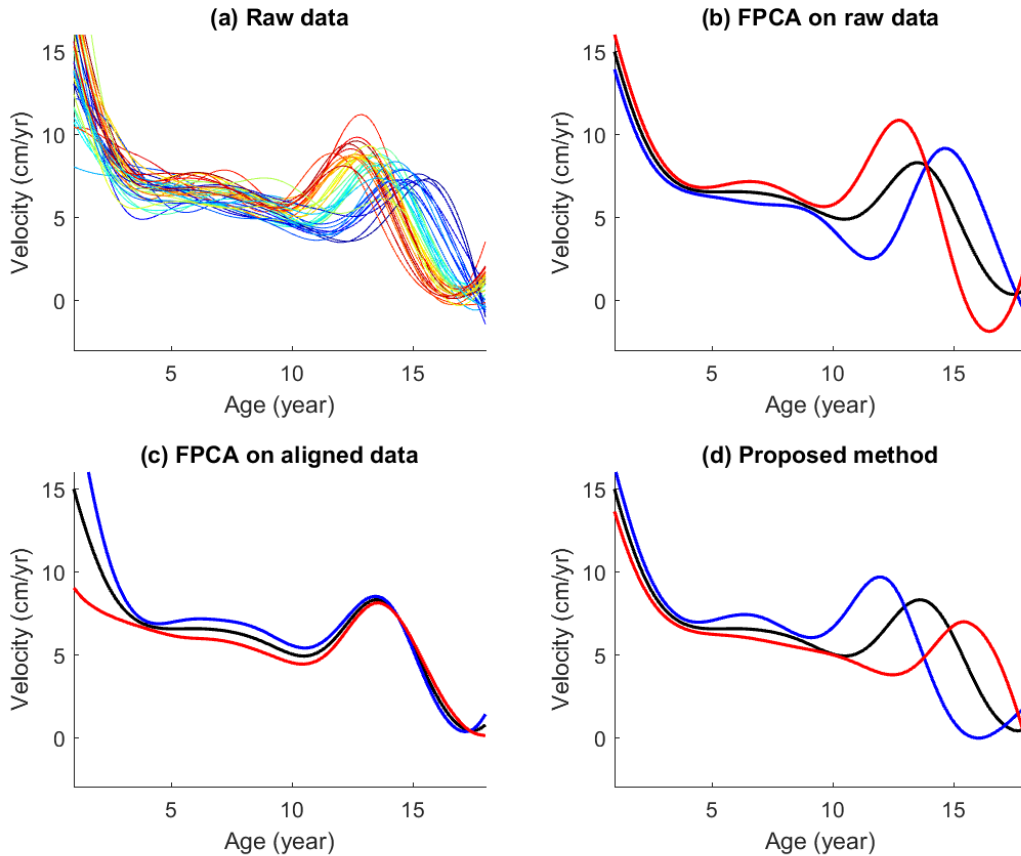 (a) Raw data
15
10
5
0
Velocity (cm/yr)
5 10 15
Age (year)
(b) FPCA on raw data
15
10
5
0
Velocity (cm/yr)
5 10 15
Age (year)
(c) FPCA on aligned data
15
10
5
0
Velocity (cm/yr)
5 10 15
Age (year)
(d) Proposed method
15
10
5
0
Velocity (cm/yr)
5 10 15
Age (year)